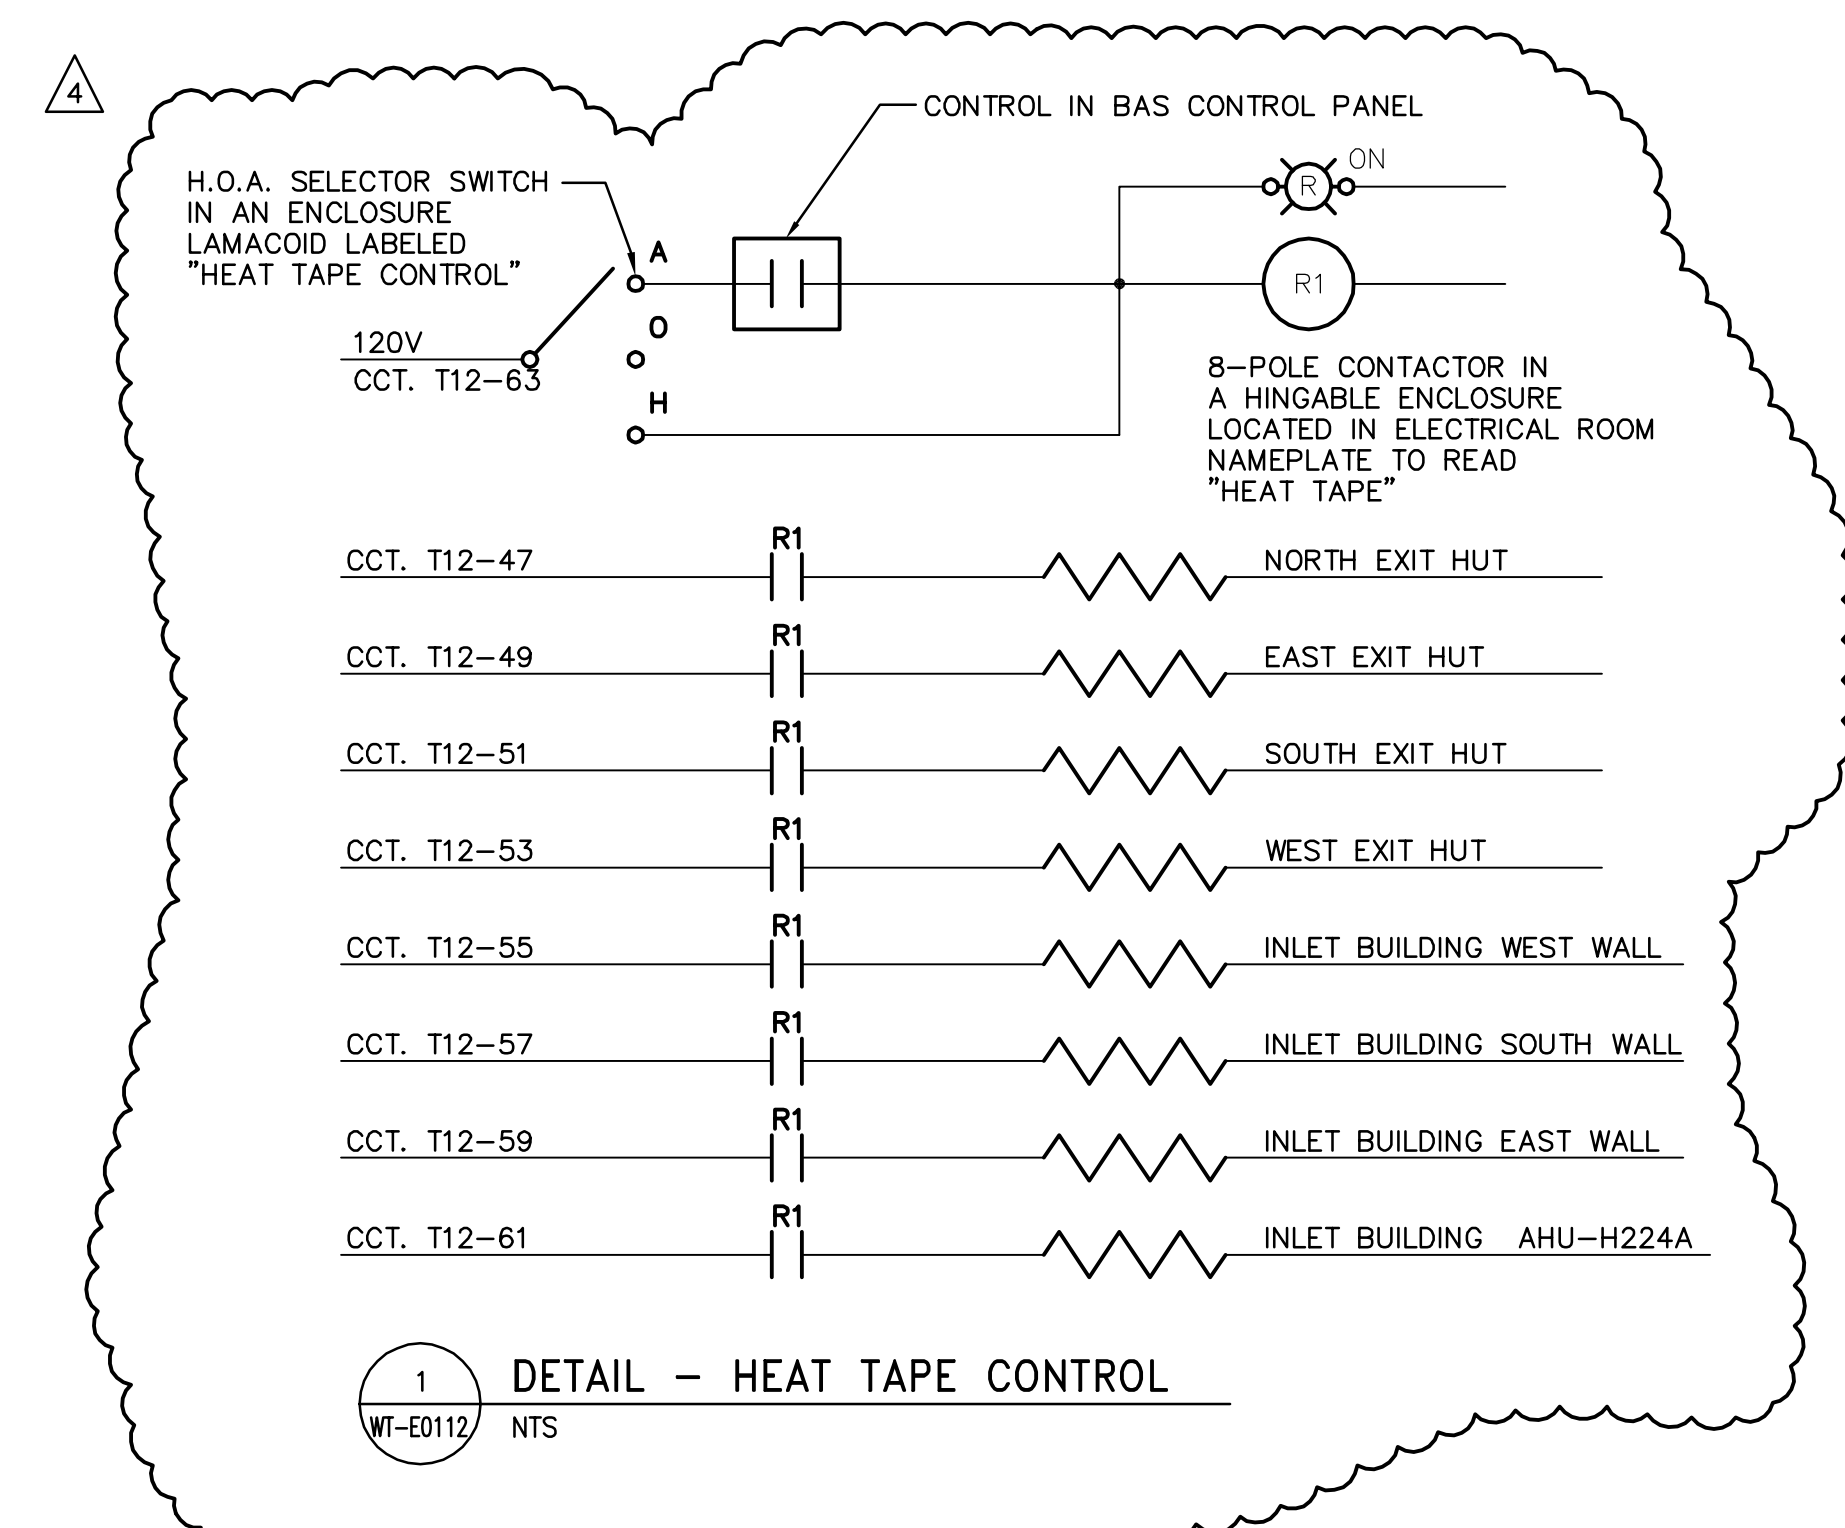 4
CONTROL IN BAS CONTROL PANEL
H.O.A. SELECTOR SWITCH
IN AN ENCLOSURE
LAMACOID LABELED
"HEAT TAPE CONTROL"
ON
R
A
R1
O
120V
CCT. T12-63
H
8-POLE CONTACTOR IN
A HINGABLE ENCLOSURE
LOCATED IN ELECTRICAL ROOM
NAMEPLATE TO READ
"HEAT TAPE"
R1
CCT. T12-47 NORTH EXIT HUT
R1
CCT. T12-49 EAST EXIT HUT
R1
CCT. T12-51 SOUTH EXIT HUT
R1
CCT. T12-53 WEST EXIT HUT
R1
CCT. T12-55 INLET BUILDING WEST WALL
R1
CCT. T12-57 INLET BUILDING SOUTH WALL
R1
CCT. T12-59 INLET BUILDING EAST WALL
R1
CCT. T12-61 INLET BUILDING AHU-H224A
1
DETAIL - HEAT TAPE CONTROL
WT-E0112
NTS